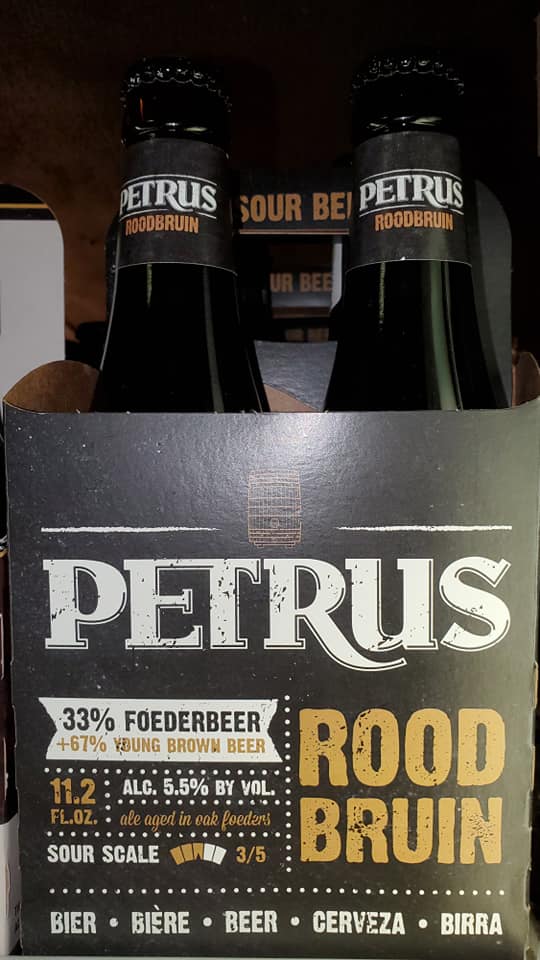 PETRUS
ROODBRUIN
SOUR BE
PETRUS
ROODBRUIN
UR BEE
PETRUS
33% FOEDERBEER
+67% YOUNG BROWN BEER
11.2
FL.OZ.
ALC. 5.5% BY VOL.
ale aged in oak foeders
SOUR SCALE 3/5
ROOD
BRUIN
BIER • BIÈRE • BEER • CERVEZA • BIRRA